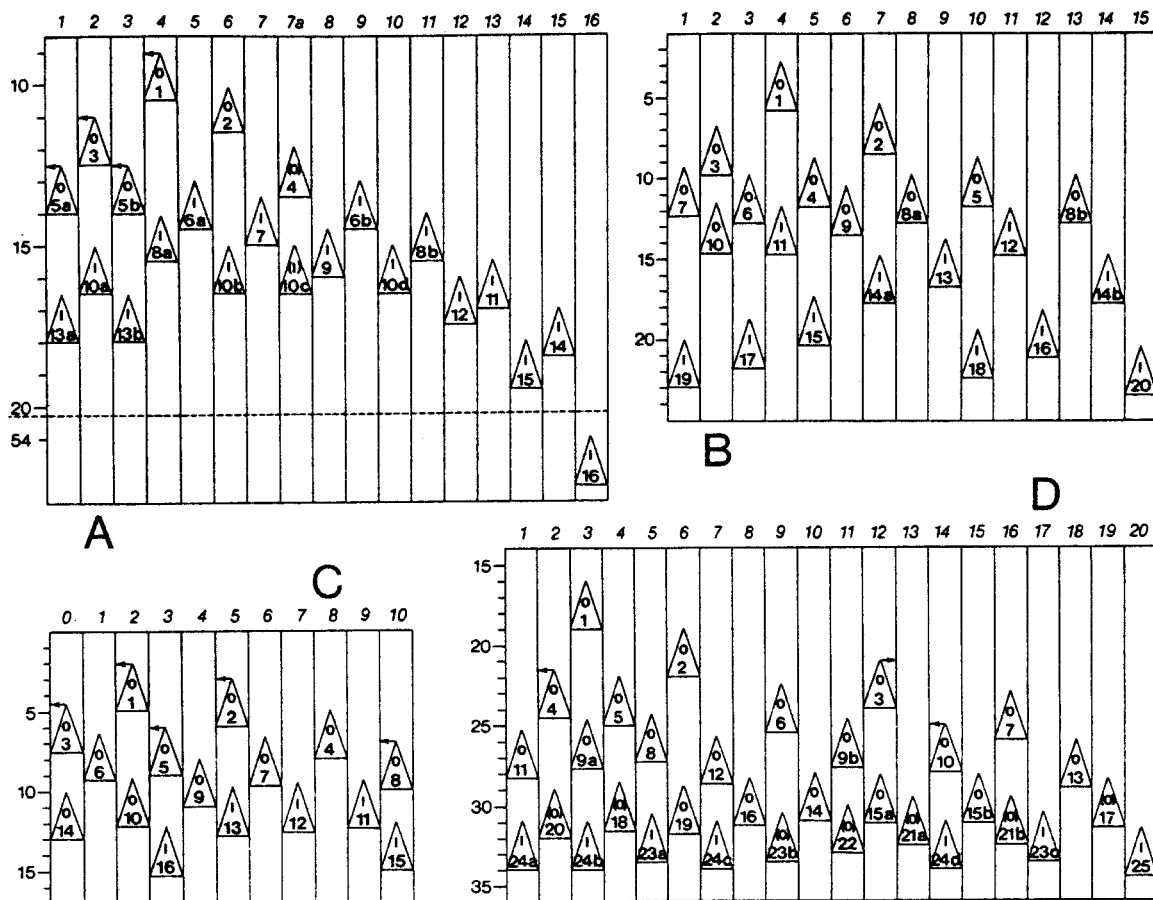 1 2 3 4 5 6 7 7a 8 9 10 11 12 13 14 15 16
10
o o
1 2
o (o)
3 4
o o I I
5a 5b 6a 6b
I I I I
7 8a 8b 9
15
I I (I) I
10a 10b 10c 10d
I I
11 12
I I I
13a 13b 14
I
15
20
54
I
16
A
1 2 3 4 5 6 7 8 9 10 11 12 13 14 15
5
o
1
o o
2 3
10
o o o
4 5 6
o o o o
7 8a 8b 9
o I I
10 11 12
15
I I I
13 14a 14b
I I
15 16
20
I I
17 18
I I
19 20
B
C
0 1 2 3 4 5 6 7 8 9 10
5
o o
1 2
o o o
3 4 5
o o o
6 7 8
10
o o
9 10
I I I
11 12 13
o I I
14 15 16
15
D
1 2 3 4 5 6 7 8 9 10 11 12 13 14 15 16 17 18 19 20
15
o
1
20
o o
2 3
o o
4 5
25
o o o
6 7 8
o o o o
9a 9b 10 11
o o
12 13
30
o o o o
14 15a 15b 16
(o) (o) o (o)
17 18 19 20
(o) (o) (o)
21a 21b 22
I (o) I
23a 23b 23c
I I I I
24a 24b 24c 24d
I
25
35